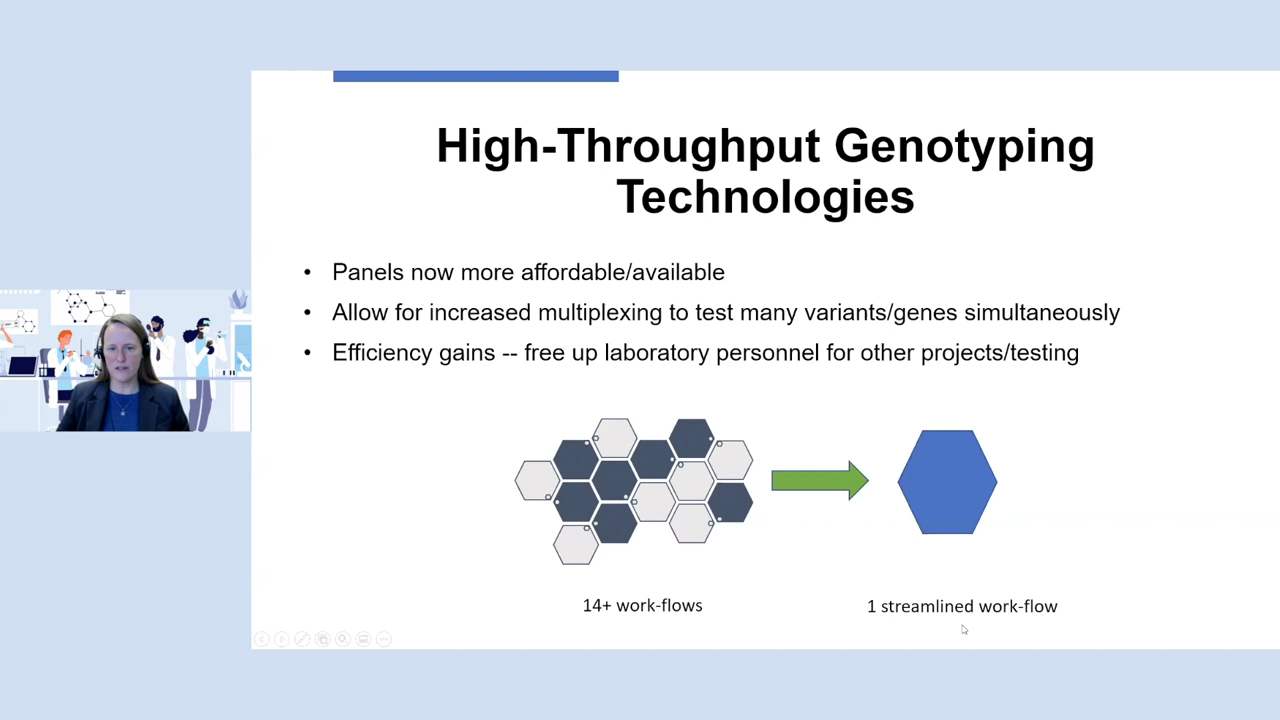 High-Throughput Genotyping
Technologies
• Panels now more affordable/available
• Allow for increased multiplexing to test many variants/genes simultaneously
• Efficiency gains -- free up laboratory personnel for other projects/testing
14+ work-flows
1 streamlined work-flow